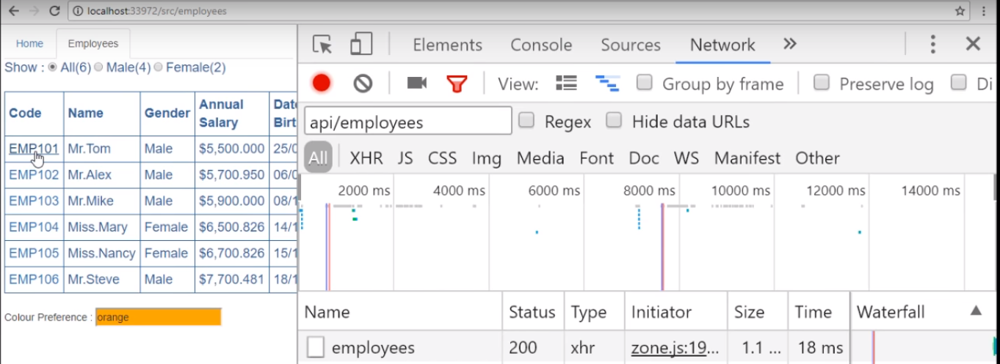 localhost:33972/src/employees
Home Employees
Show : All(6) Male(4) Female(2)
Code Name Gender Annual Salary Date Birt
EMP101 Mr.Tom Male $5,500.000 25/0
EMP102 Mr.Alex Male $5,700.950 06/0
EMP103 Mr.Mike Male $5,900.000 08/1
EMP104 Miss.Mary Female $6,500.826 14/1
EMP105 Miss.Nancy Female $6,700.826 15/1
EMP106 Mr.Steve Male $7,700.481 18/1
Colour Preference : orange
Elements Console Sources Network »
View: Group by frame Preserve log Di
api/employees Regex Hide data URLs
All XHR JS CSS Img Media Font Doc WS Manifest Other
2000 ms 4000 ms 6000 ms 8000 ms 10000 ms 12000 ms 14000 ms
Name Status Type Initiator Size Time Waterfall
employees 200 xhr zone.js:19... 1.1 ... 18 ms